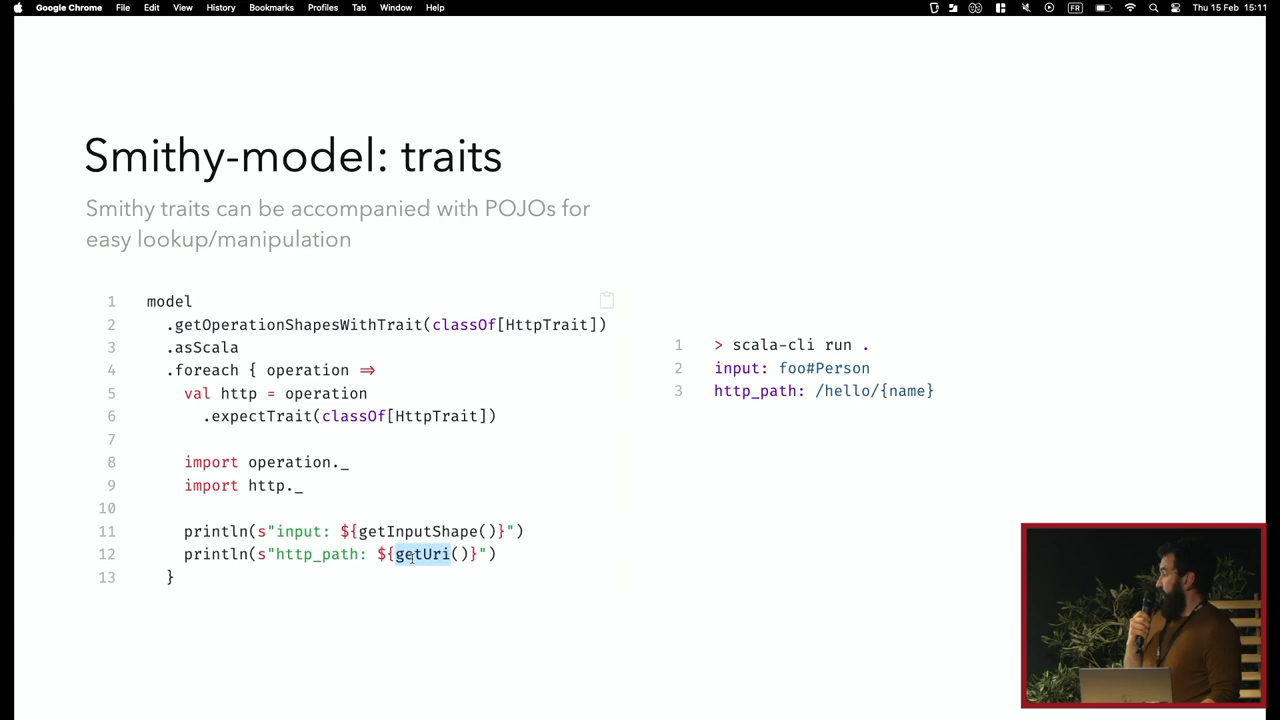 Google Chrome File Edit View History Bookmarks Profiles Tab Window Help FR Thu 15 Feb 15:11
Smithy-model: traits
Smithy traits can be accompanied with POJOs for
easy lookup/manipulation
1 model
2 .getOperationShapesWithTrait(classOf[HttpTrait])
3 .asScala
4 .foreach { operation ⇒
5 val http = operation
6 .expectTrait(classOf[HttpTrait])
7
8 import operation._
9 import http._
10
11 println(s"input: ${getInputShape()}")
12 println(s"http_path: ${getUri()}")
13 }
1 > scala-cli run .
2 input: foo#Person
3 http_path: /hello/{name}